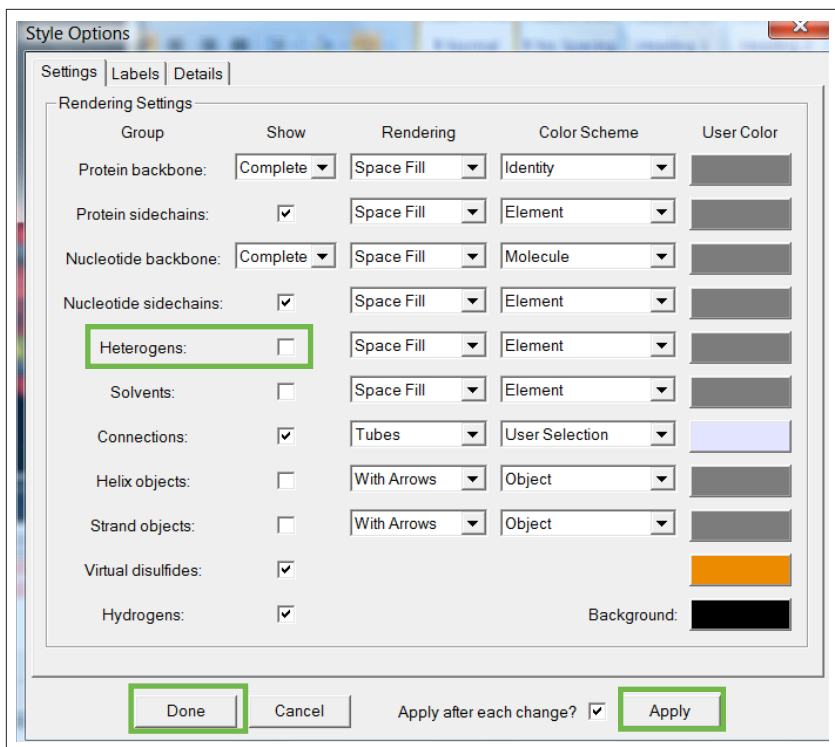 Style Options
Settings Labels Details
Rendering Settings
Group Show Rendering Color Scheme User Color
Protein backbone: Complete Space Fill Identity
Protein sidechains: Space Fill Element
Nucleotide backbone: Complete Space Fill Molecule
Nucleotide sidechains: Space Fill Element
Heterogens: Space Fill Element
Solvents: Space Fill Element
Connections: Tubes User Selection
Helix objects: With Arrows Object
Strand objects: With Arrows Object
Virtual disulfides:
Hydrogens: Background:
Done Cancel Apply after each change? Apply